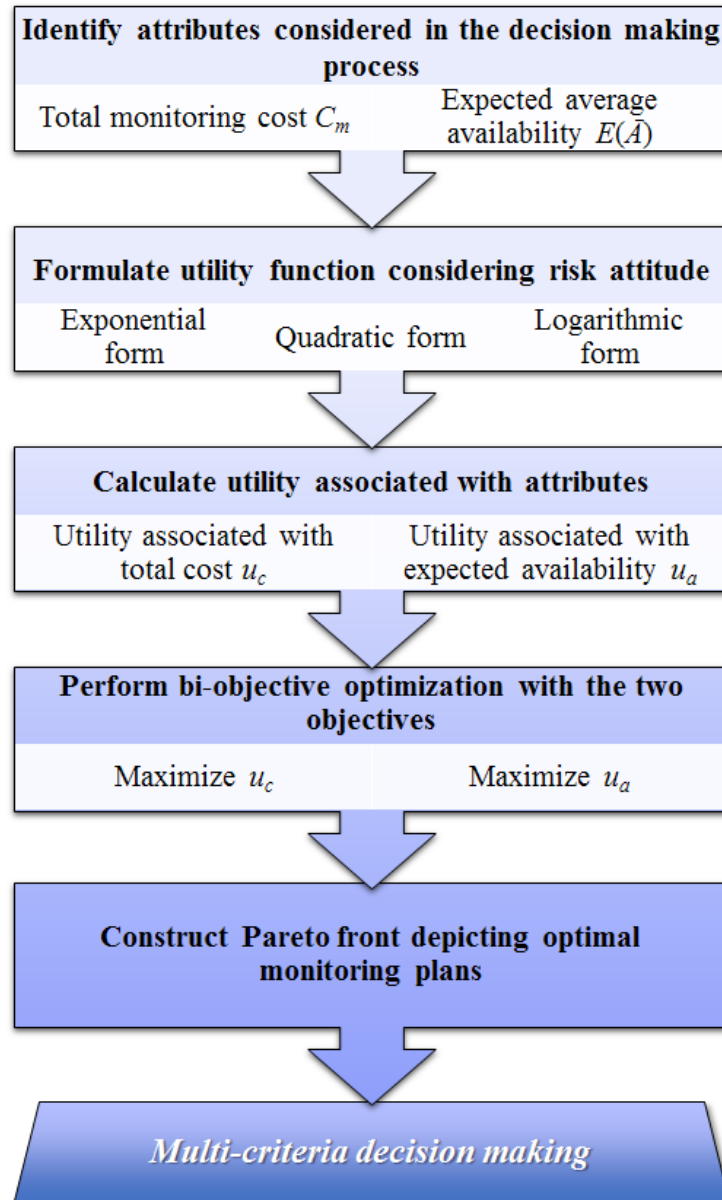 Identify attributes considered in the decision making
process
Total monitoring cost Cₘ
Expected average
availability E(Ā)
Formulate utility function considering risk attitude
Exponential
form
Quadratic form
Logarithmic
form
Calculate utility associated with attributes
Utility associated with
total cost u_c
Utility associated with
expected availability uₐ
Perform bi-objective optimization with the two
objectives
Maximize u_c
Maximize uₐ
Construct Pareto front depicting optimal
monitoring plans
Multi-criteria decision making